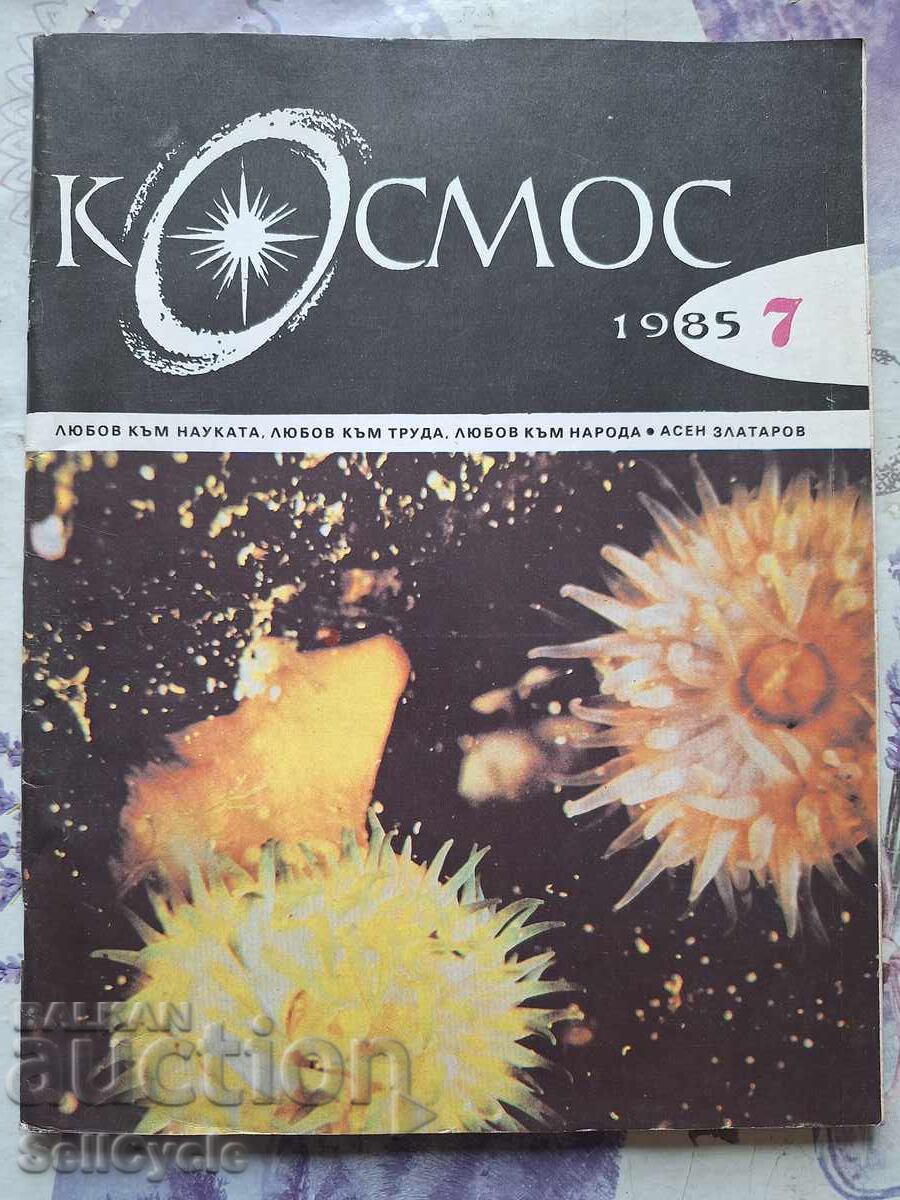 КОСМОС
1985 7
ЛЮБОВ КЪМ НАУКАТА, ЛЮБОВ КЪМ ТРУДА, ЛЮБОВ КЪМ НАРОДА • АСЕН ЗЛАТАРОВ
BALKAN
auction
SellCycle